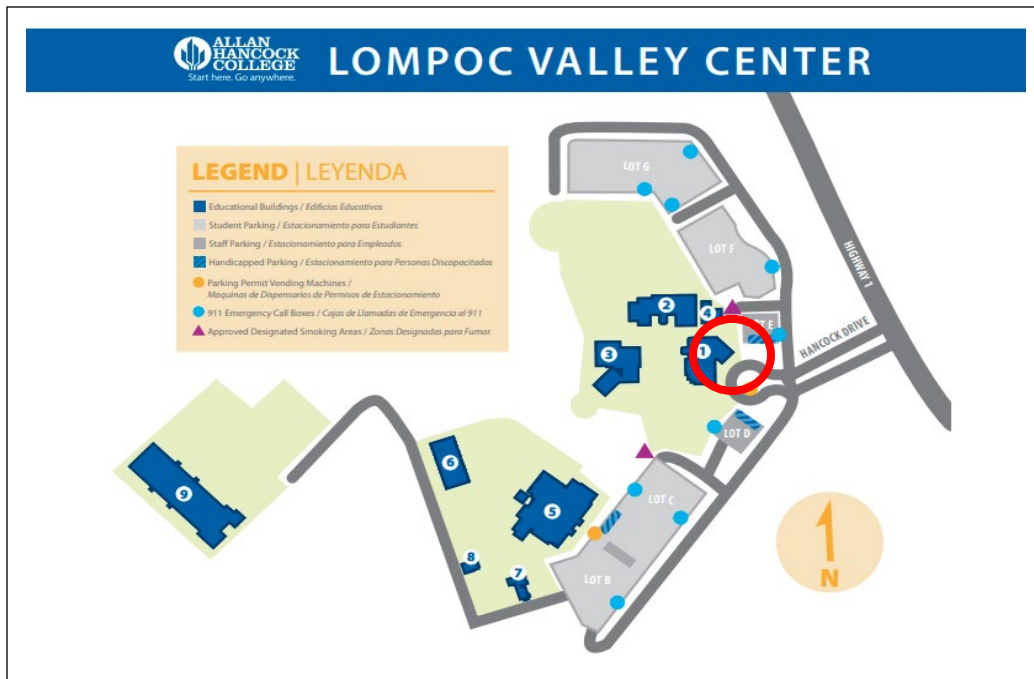 ALLAN
HANCOCK
COLLEGE
Start here. Go anywhere.
LOMPOC VALLEY CENTER
LEGEND | LEYENDA
Educational Buildings / Edificios Educativos
Student Parking / Estacionamiento para Estudiantes
Staff Parking / Estacionamiento para Empleados
Handicapped Parking / Estacionamiento para Personas Discapacitadas
Parking Permit Vending Machines /
Maquinas de Dispensarios de Permisos de Estacionamiento
911 Emergency Call Boxes / Cajas de Llamadas de Emergencia al 911
Approved Designated Smoking Areas / Zonas Designadas para Fumar
LOT G
LOT F
HIGHWAY 1
2
4
LOT E
HANCOCK DRIVE
3
1
LOT D
6
9
5
LOT C
8
7
LOT B
N